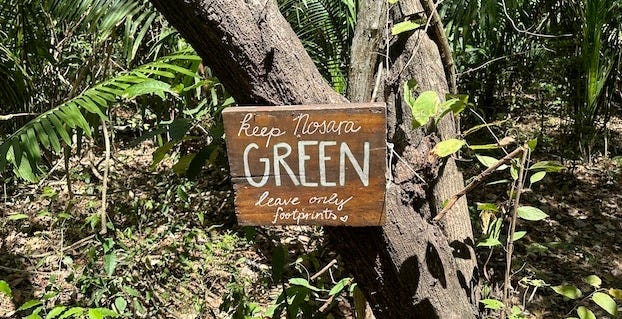 keep Nosara
GREEN
leave only
footprints